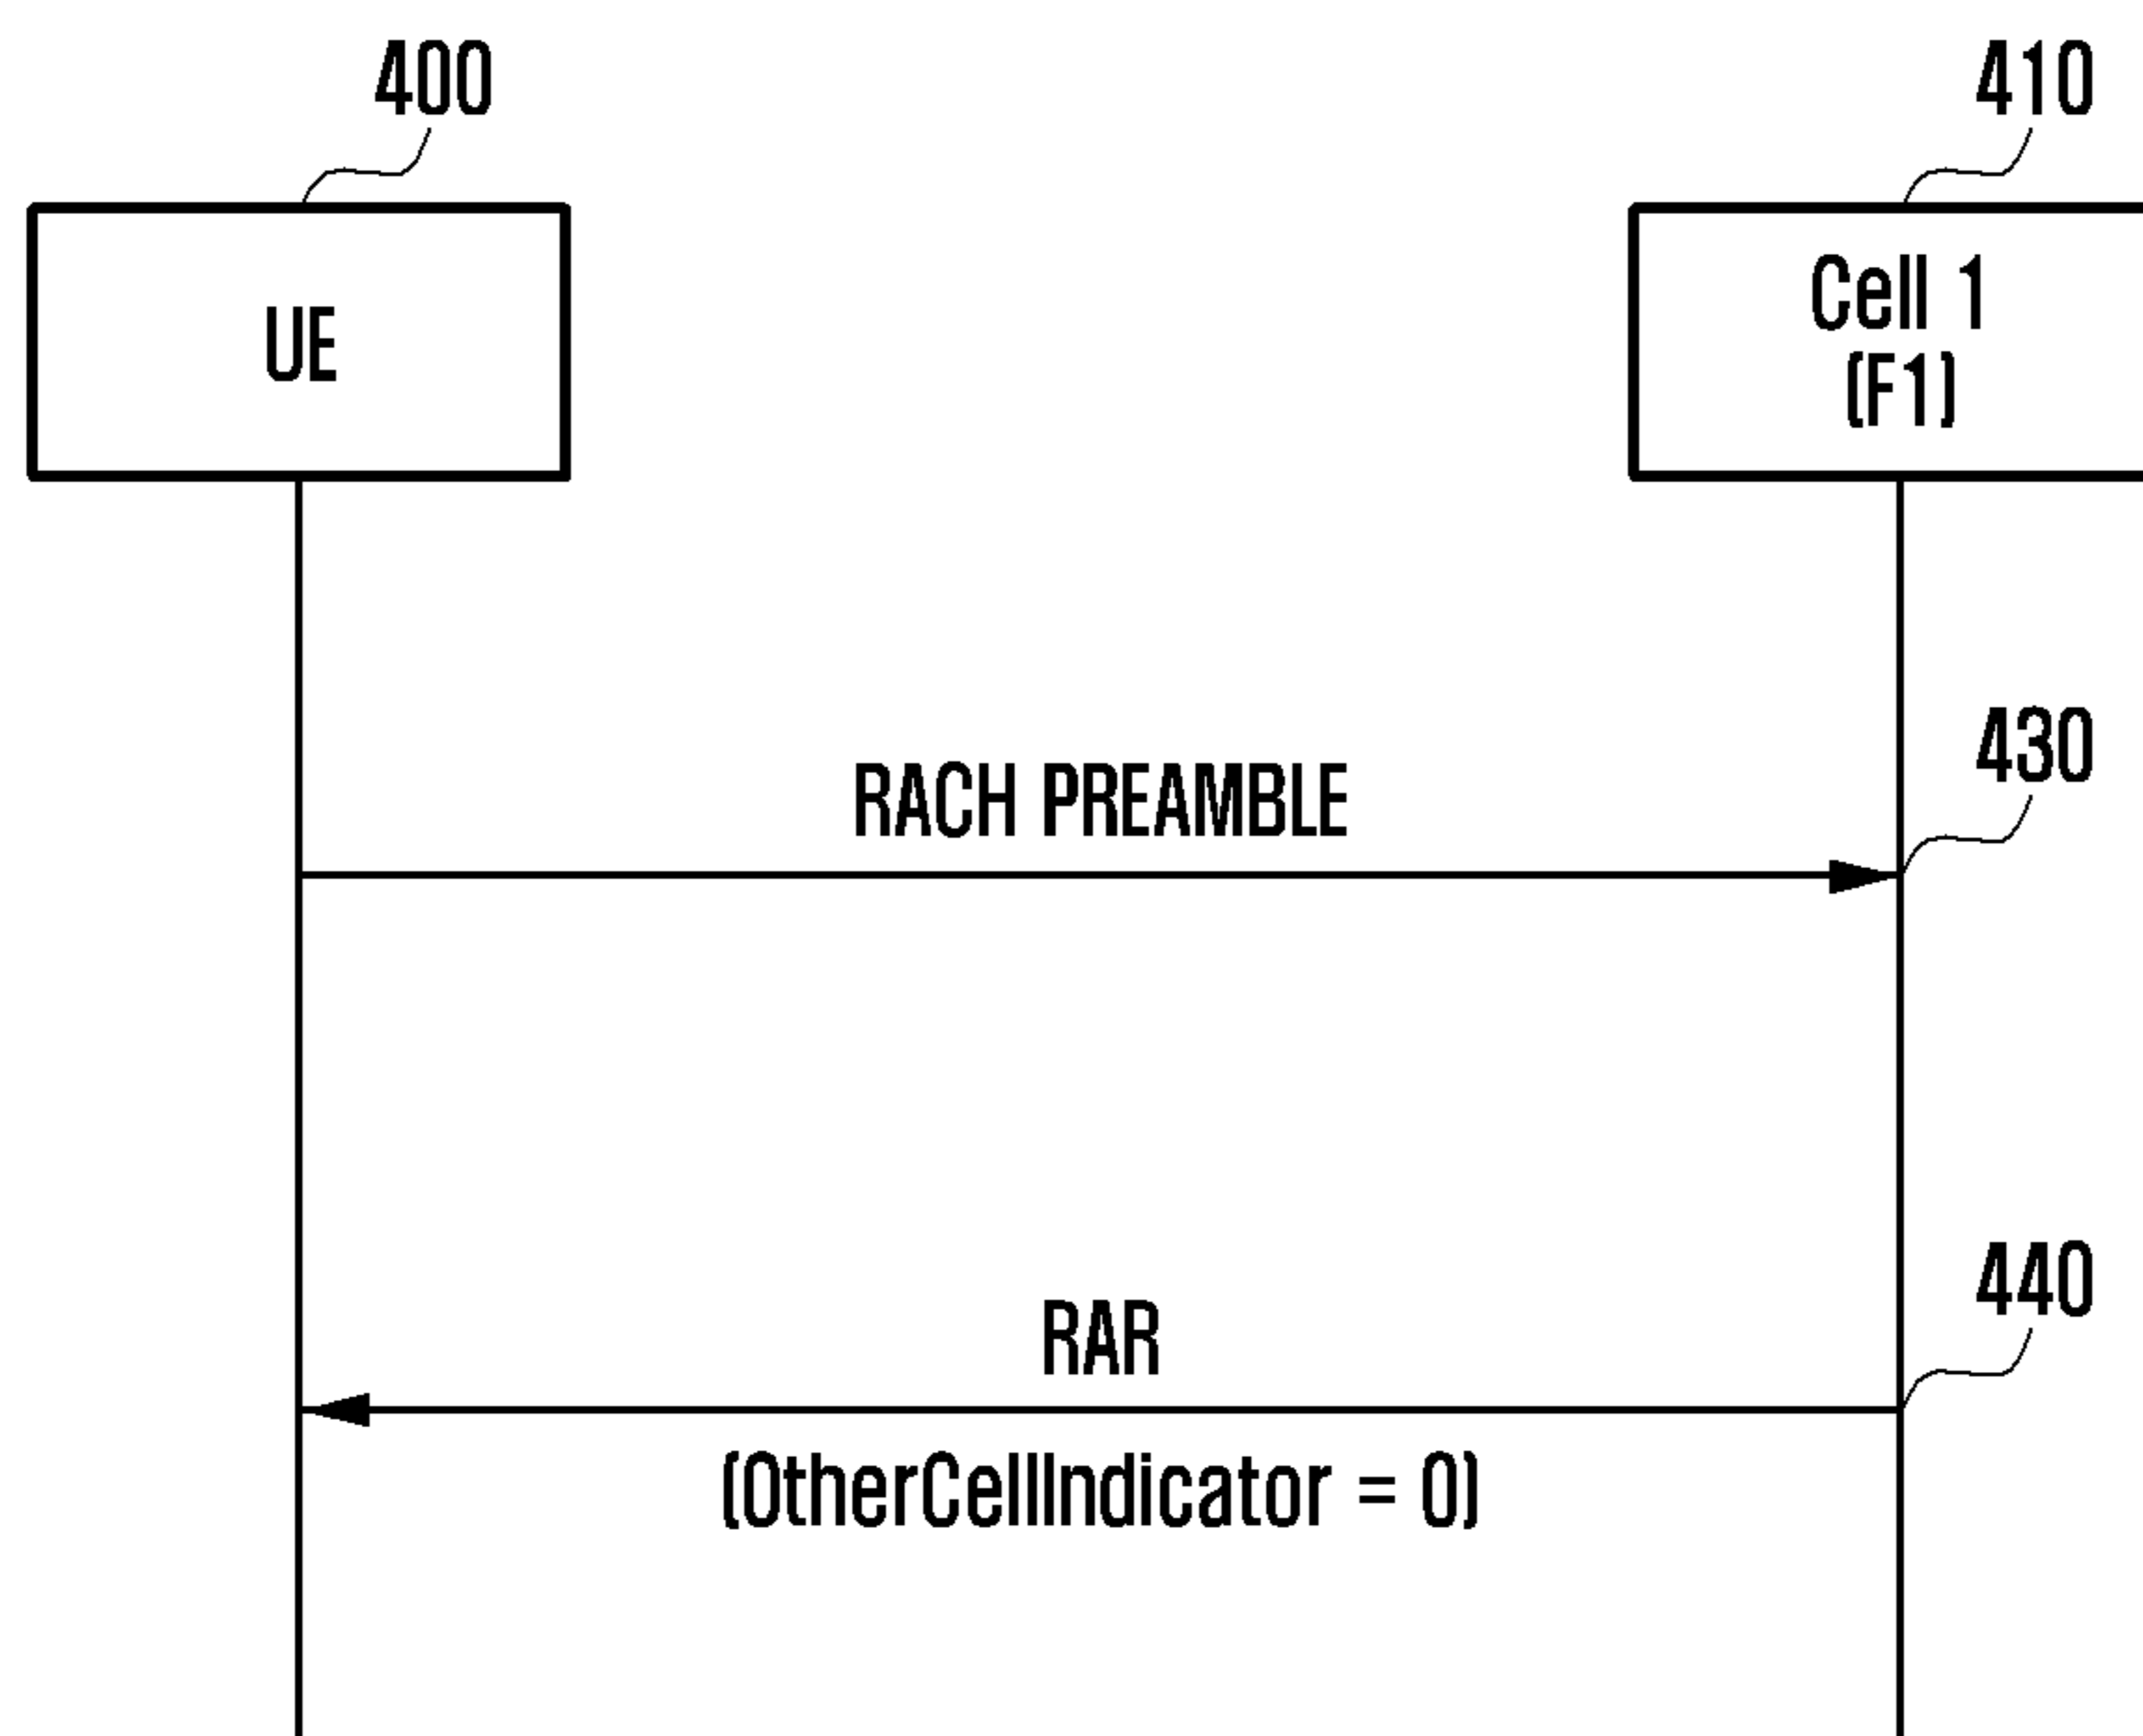 400
410
UE
Cell 1
(F1)
430
RACH PREAMBLE
440
RAR
(OtherCellIndicator = 0)